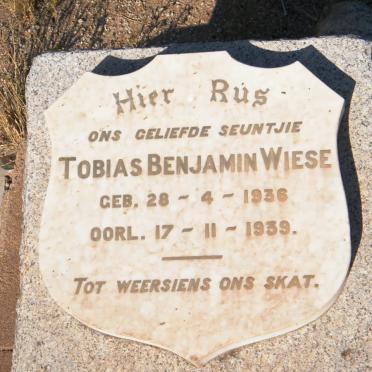 Hier Rus
ONS GELIEFDE SEUNTJIE
TOBIAS BENJAMIN WIESE
GEB. 28 - 4 - 1936
OORL. 17 - 11 - 1939.
TOT WEERSIENS ONS SKAT.